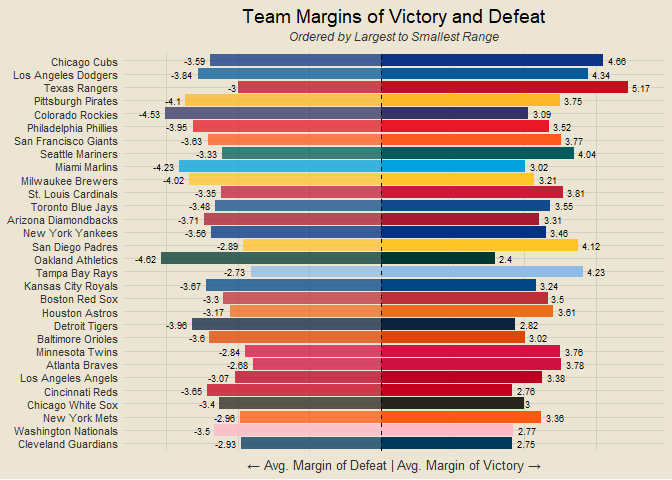 Team Margins of Victory and Defeat
Ordered by Largest to Smallest Range
Chicago Cubs -3.59 4.66
Los Angeles Dodgers -3.84 4.34
Texas Rangers -3 5.17
Pittsburgh Pirates -4.1 3.75
Colorado Rockies -4.53 3.09
Philadelphia Phillies -3.95 3.52
San Francisco Giants -3.63 3.77
Seattle Mariners -3.33 4.04
Miami Marlins -4.23 3.02
Milwaukee Brewers -4.02 3.21
St. Louis Cardinals -3.35 3.81
Toronto Blue Jays -3.48 3.55
Arizona Diamondbacks -3.71 3.31
New York Yankees -3.56 3.46
San Diego Padres -2.89 4.12
Oakland Athletics -4.62 2.4
Tampa Bay Rays -2.73 4.23
Kansas City Royals -3.67 3.24
Boston Red Sox -3.3 3.5
Houston Astros -3.17 3.61
Detroit Tigers -3.96 2.82
Baltimore Orioles -3.6 3.02
Minnesota Twins -2.84 3.76
Atlanta Braves -2.68 3.78
Los Angeles Angels -3.07 3.38
Cincinnati Reds -3.65 2.76
Chicago White Sox -3.4 3
New York Mets -2.96 3.36
Washington Nationals -3.5 2.77
Cleveland Guardians -2.93 2.75
← Avg. Margin of Defeat | Avg. Margin of Victory →